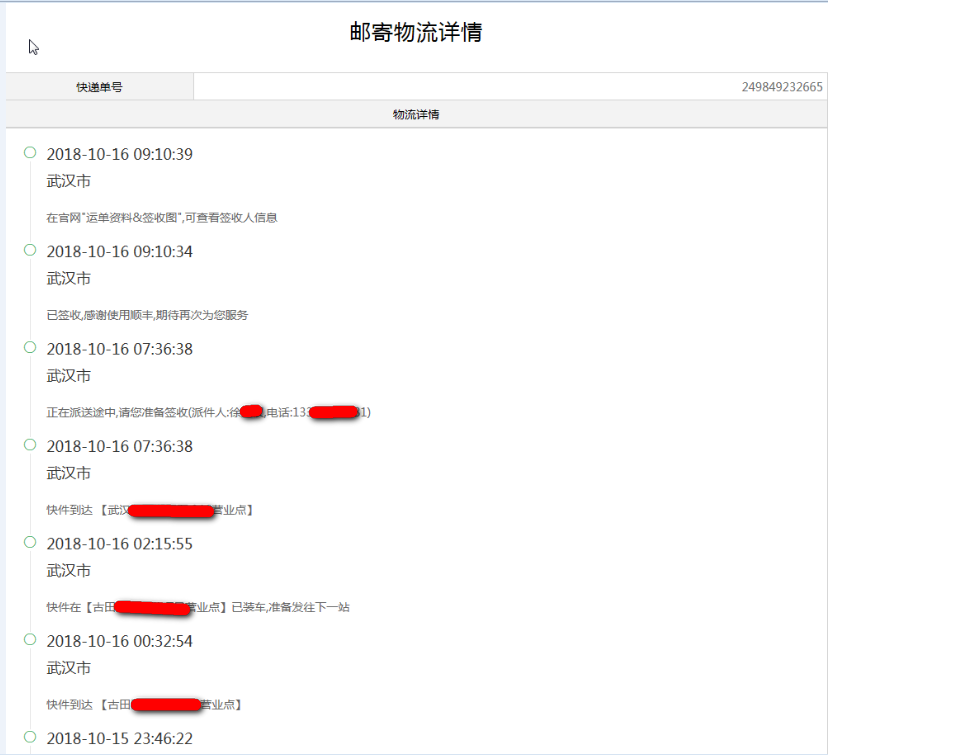 邮寄物流详情
快递单号 249849232665
物流详情
2018-10-16 09:10:39
武汉市
在官网"运单资料&签收图",可查看签收人信息
2018-10-16 09:10:34
武汉市
已签收,感谢使用顺丰,期待再次为您服务
2018-10-16 07:36:38
武汉市
正在派送途中,请您准备签收(派件人:徐 ,电话:133 1)
2018-10-16 07:36:38
武汉市
快件到达 【武汉 营业点】
2018-10-16 02:15:55
武汉市
快件在【古田 营业点】已装车,准备发往下一站
2018-10-16 00:32:54
武汉市
快件到达 【古田 营业点】
2018-10-15 23:46:22